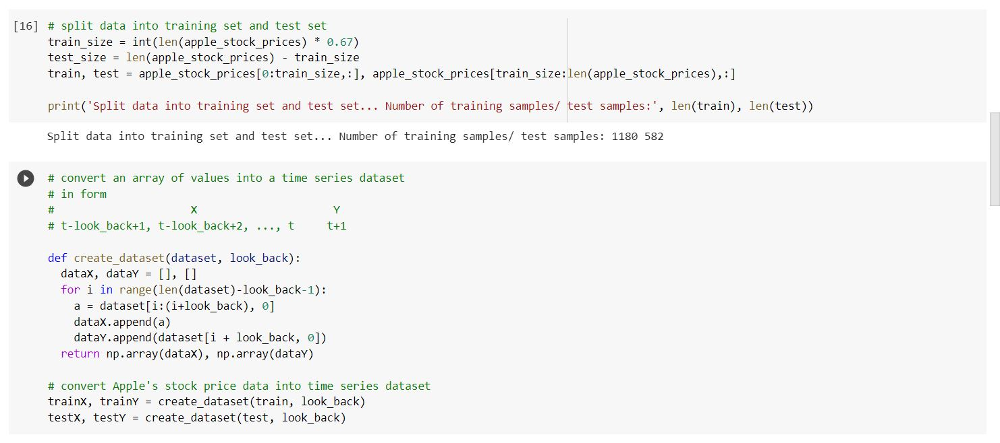 [16] # split data into training set and test set
train_size = int(len(apple_stock_prices) * 0.67)
test_size = len(apple_stock_prices) - train_size
train, test = apple_stock_prices[0:train_size,:], apple_stock_prices[train_size:len(apple_stock_prices),:]
print('Split data into training set and test set... Number of training samples/ test samples:', len(train), len(test))
Split data into training set and test set... Number of training samples/ test samples: 1180 582
# convert an array of values into a time series dataset
# in form
#                     X                     Y
# t-look_back+1, t-look_back+2, ..., t     t+1
def create_dataset(dataset, look_back):
  dataX, dataY = [], []
  for i in range(len(dataset)-look_back-1):
    a = dataset[i:(i+look_back), 0]
    dataX.append(a)
    dataY.append(dataset[i + look_back, 0])
  return np.array(dataX), np.array(dataY)
# convert Apple's stock price data into time series dataset
trainX, trainY = create_dataset(train, look_back)
testX, testY = create_dataset(test, look_back)